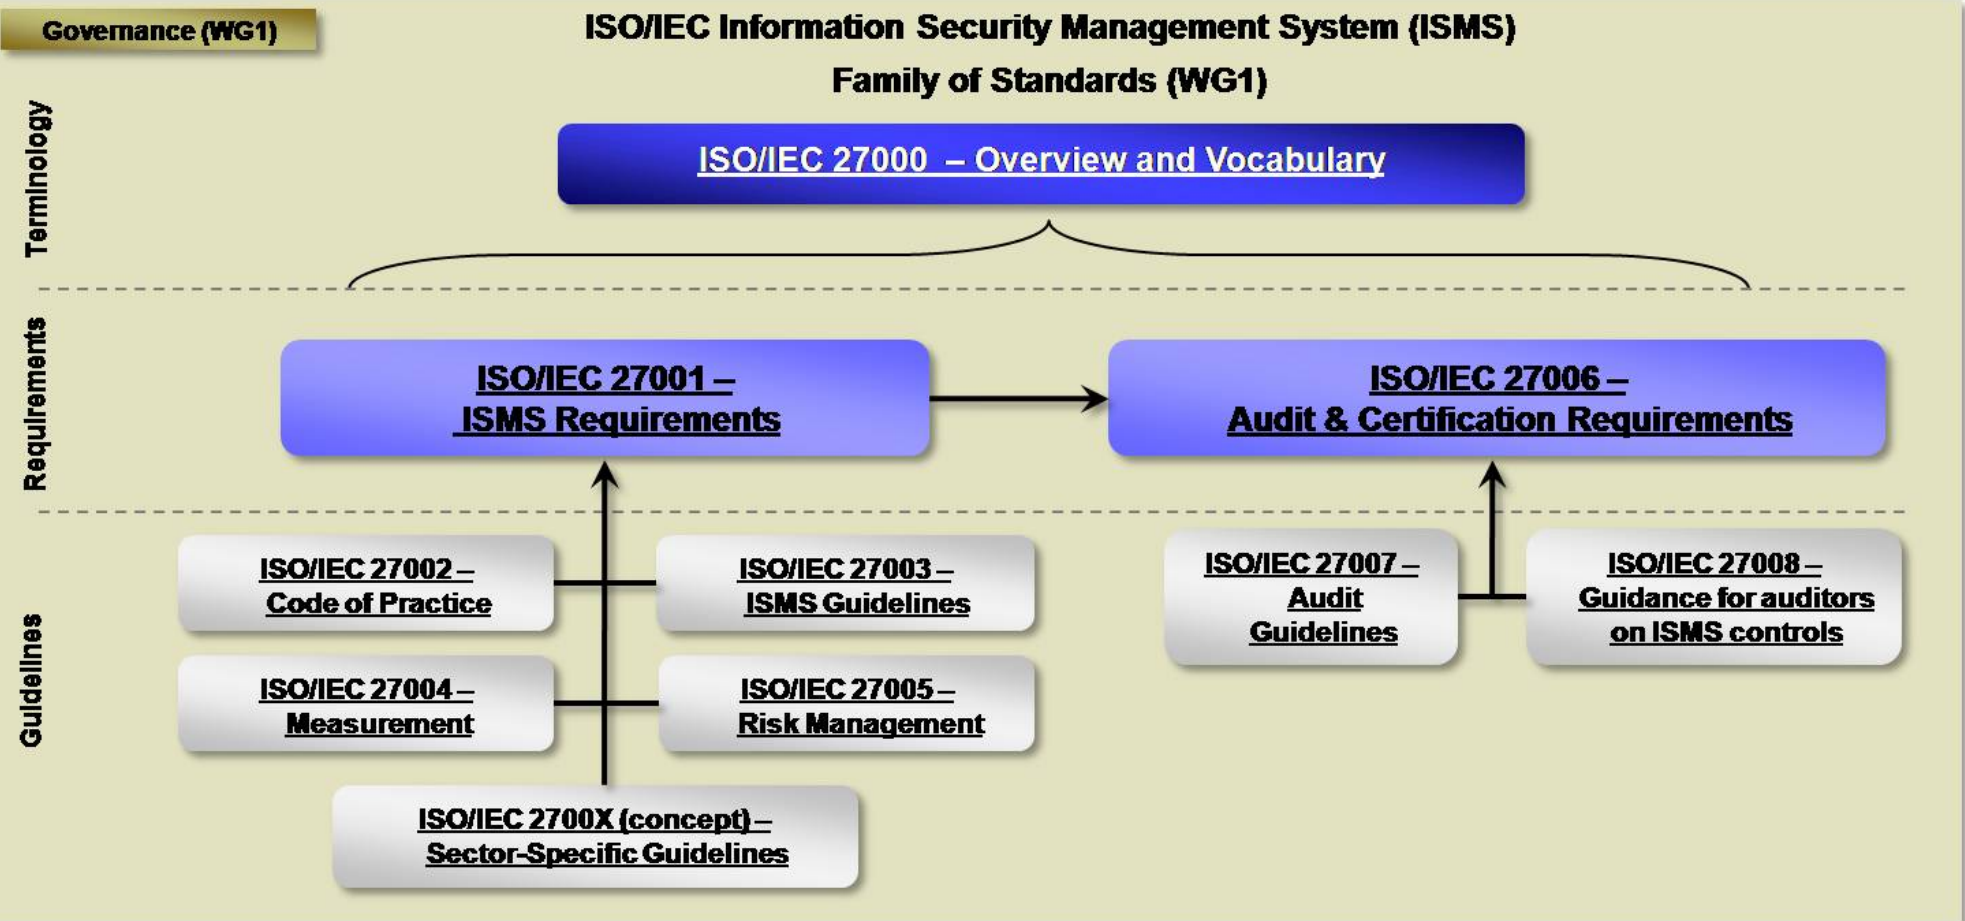 Governance (WG1)
ISO/IEC Information Security Management System (ISMS)
Family of Standards (WG1)
Terminology
ISO/IEC 27000 – Overview and Vocabulary
Requirements
ISO/IEC 27001 –
ISMS Requirements
ISO/IEC 27006 –
Audit & Certification Requirements
Guidelines
ISO/IEC 27002 –
Code of Practice
ISO/IEC 27003 –
ISMS Guidelines
ISO/IEC 27007 –
Audit
Guidelines
ISO/IEC 27008 –
Guidance for auditors
on ISMS controls
ISO/IEC 27004 –
Measurement
ISO/IEC 27005 –
Risk Management
ISO/IEC 2700X (concept) –
Sector-Specific Guidelines